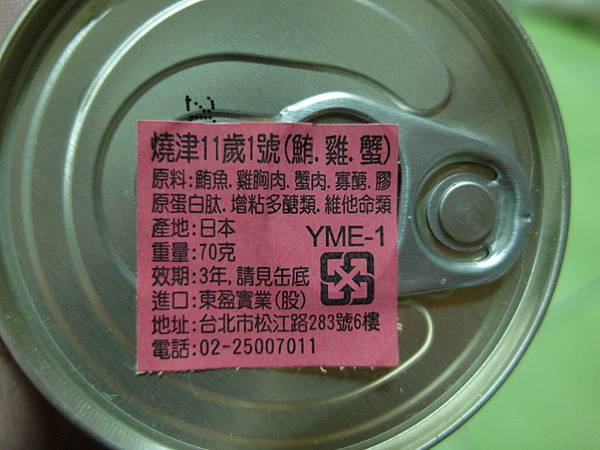 燒津11歲1號(鮪.雞.蟹)
原料:鮪魚.雞胸肉.蟹肉.寡醣.膠
原蛋白肽.增粘多醣類.維他命類
產地:日本
YME-1
重量:70克
效期:3年,請見缶底
進口:東盈實業(股)
地址:台北市松江路283號6樓
電話:02-25007011